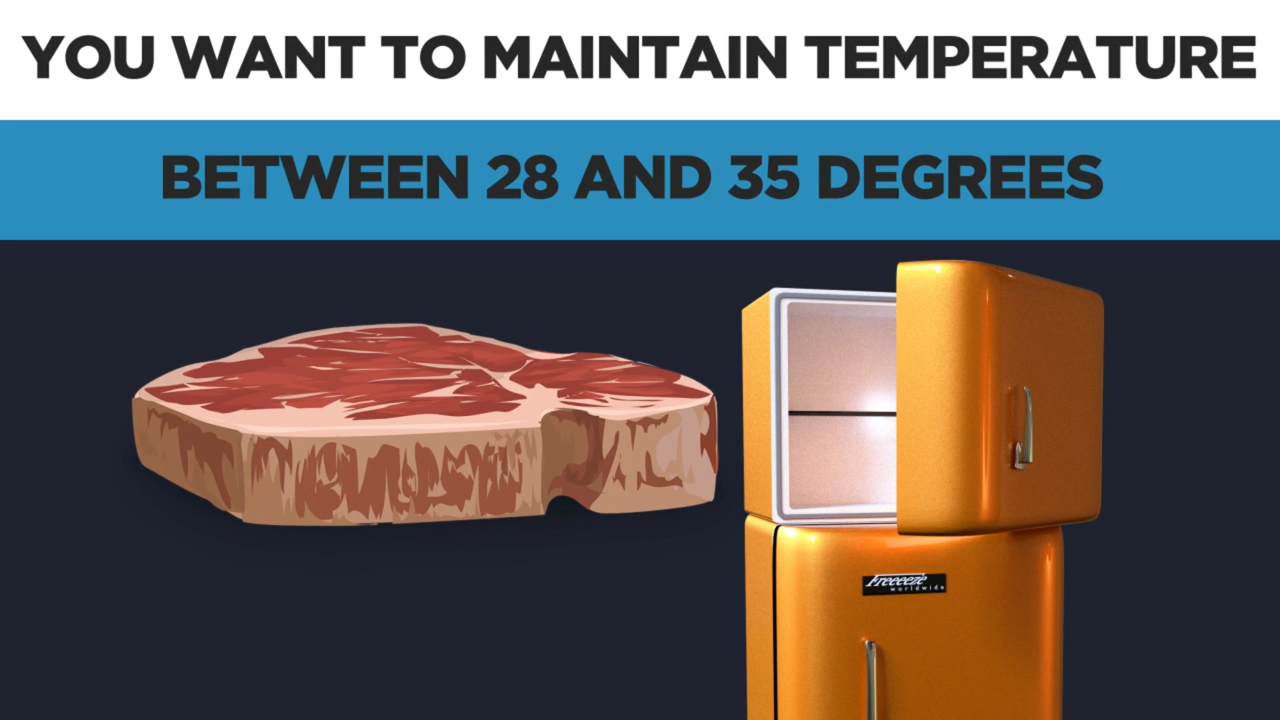 YOU WANT TO MAINTAIN TEMPERATURE
BETWEEN 28 AND 35 DEGREES
Freeeeze
worldwide